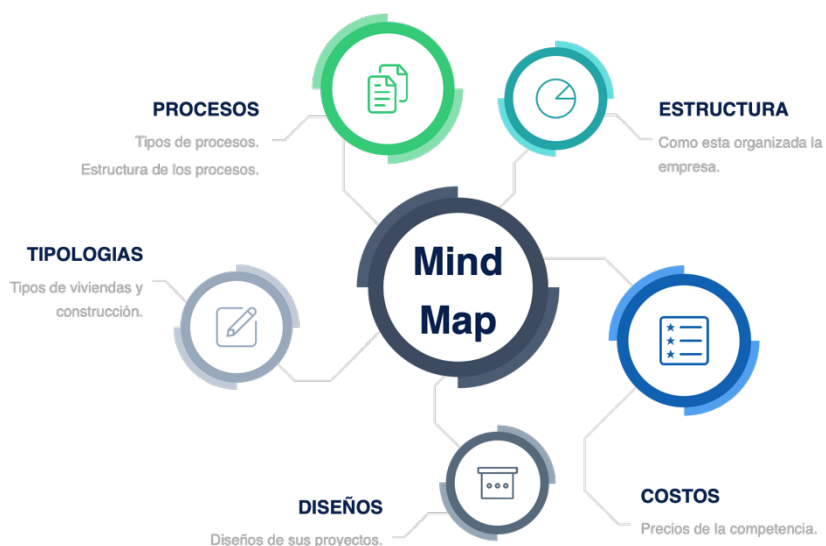 PROCESOS
Tipos de procesos.
Estructura de los procesos.
ESTRUCTURA
Como esta organizada la
empresa.
TIPOLOGIAS
Tipos de viviendas y
construcción.
Mind
Map
DISEÑOS
Diseños de sus proyectos.
COSTOS
Precios de la competencia.